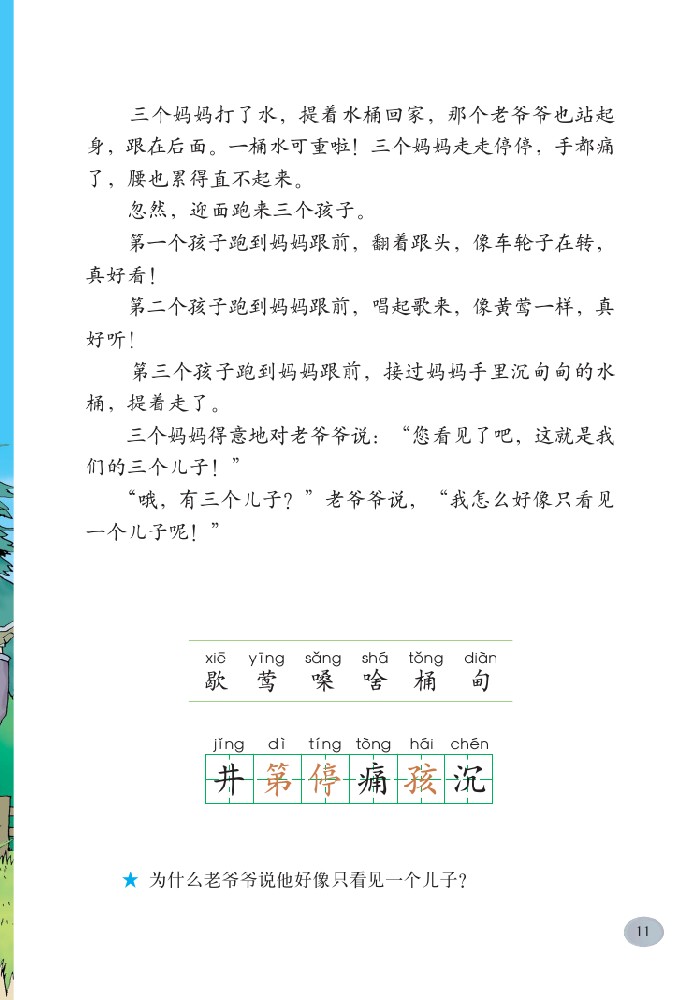 三个妈妈打了水，提着水桶回家，那个老爷爷也站起
身，跟在后面。一桶水可重啦！三个妈妈走走停停，手都痛
了，腰也累得直不起来。
忽然，迎面跑来三个孩子。
第一个孩子跑到妈妈跟前，翻着跟头，像车轮子在转，
真好看！
第二个孩子跑到妈妈跟前，唱起歌来，像黄莺一样，真
好听！
第三个孩子跑到妈妈跟前，接过妈妈手里沉甸甸的水
桶，提着走了。
三个妈妈得意地对老爷爷说：“您看见了吧，这就是我
们的三个儿子！”
“哦，有三个儿子？”老爷爷说，“我怎么好像只看见
一个儿子呢！”
xiē yīng sǎng shá tǒng diàn
歇 莺 嗓 啥 桶 甸
jǐng dì tíng tòng hái chén
井 第 停 痛 孩 沉
★ 为什么老爷爷说他好像只看见一个儿子？
11